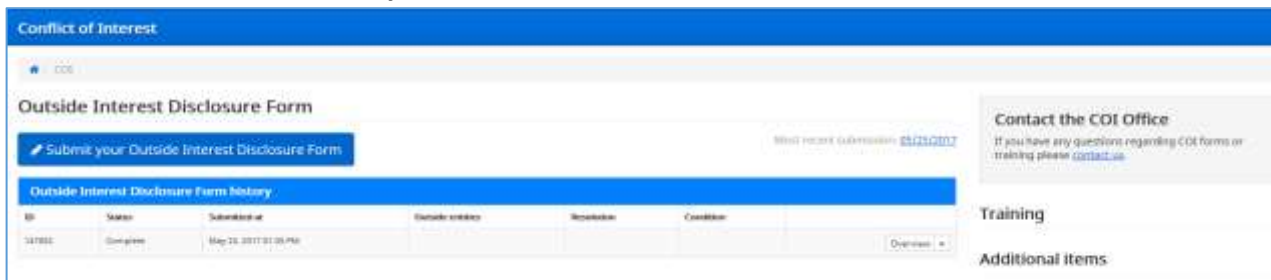 Conflict of Interest
COI
Outside Interest Disclosure Form
Submit your Outside Interest Disclosure Form
Most recent submission: 05/25/2017
Outside Interest Disclosure Form history
ID Status Submitted at Outside entities Resolution Condition
Complete May 2017 PM Overview
Contact the COI Office
If you have any questions regarding COI forms or
training please contact us.
Training
Additional items